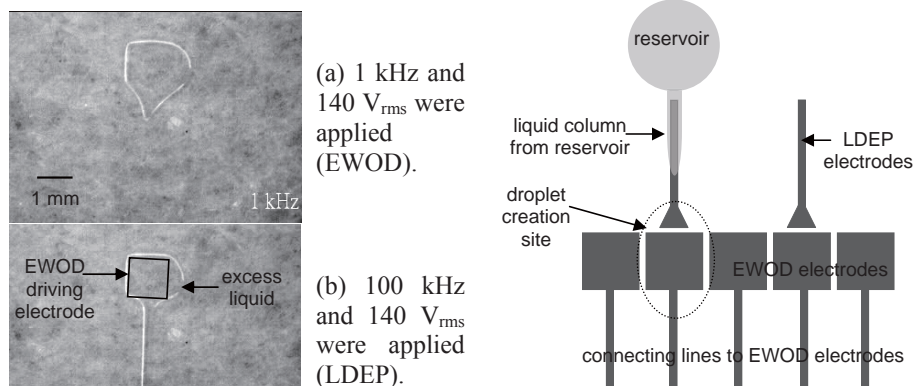 1 mm
1 kHz
(a) 1 kHz and
140 Vrms were
applied
(EWOD).
EWOD
driving
electrode
excess
liquid
(b) 100 kHz
and 140 Vrms
were applied
(LDEP).
reservoir
liquid column
from reservoir
LDEP
electrodes
droplet
creation
site
EWOD electrodes
connecting lines to EWOD electrodes